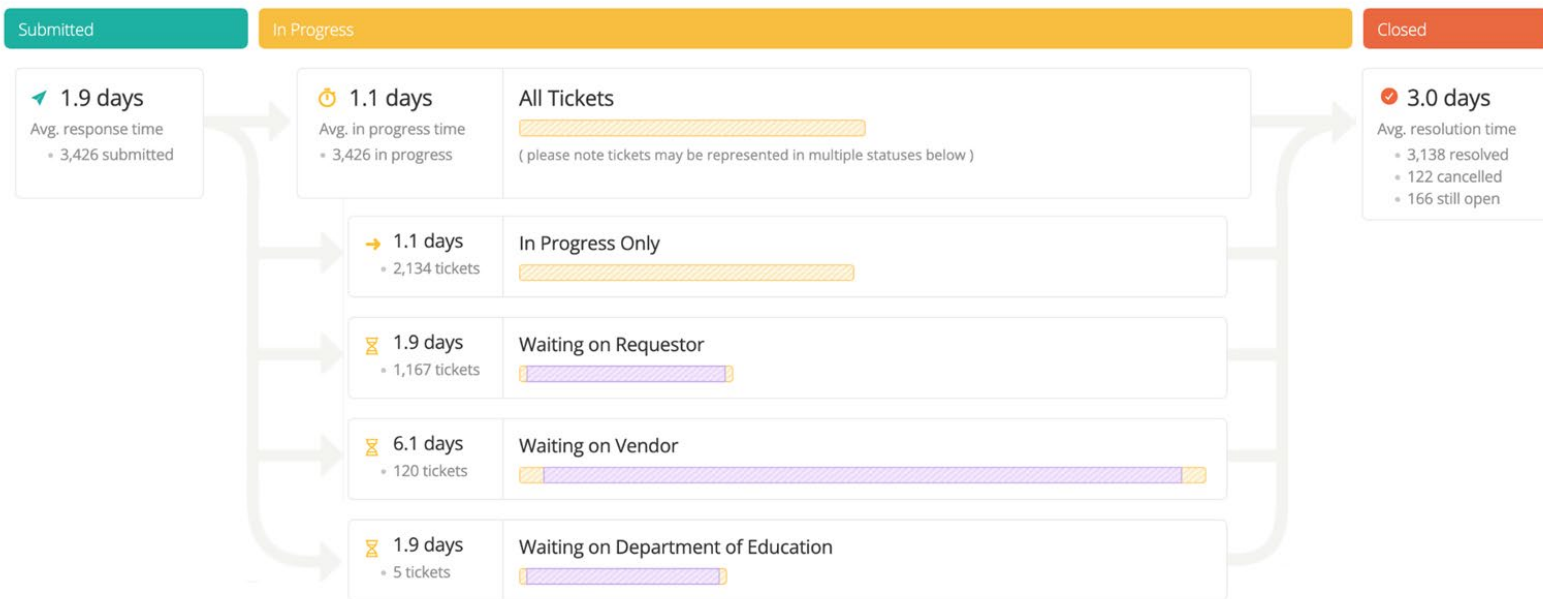 Submitted
In Progress
Closed
1.9 days
Avg. response time
• 3,426 submitted
1.1 days
Avg. in progress time
• 3,426 in progress
All Tickets
( please note tickets may be represented in multiple statuses below )
3.0 days
Avg. resolution time
• 3,138 resolved
• 122 cancelled
• 166 still open
1.1 days
• 2,134 tickets
In Progress Only
1.9 days
• 1,167 tickets
Waiting on Requestor
6.1 days
• 120 tickets
Waiting on Vendor
1.9 days
• 5 tickets
Waiting on Department of Education